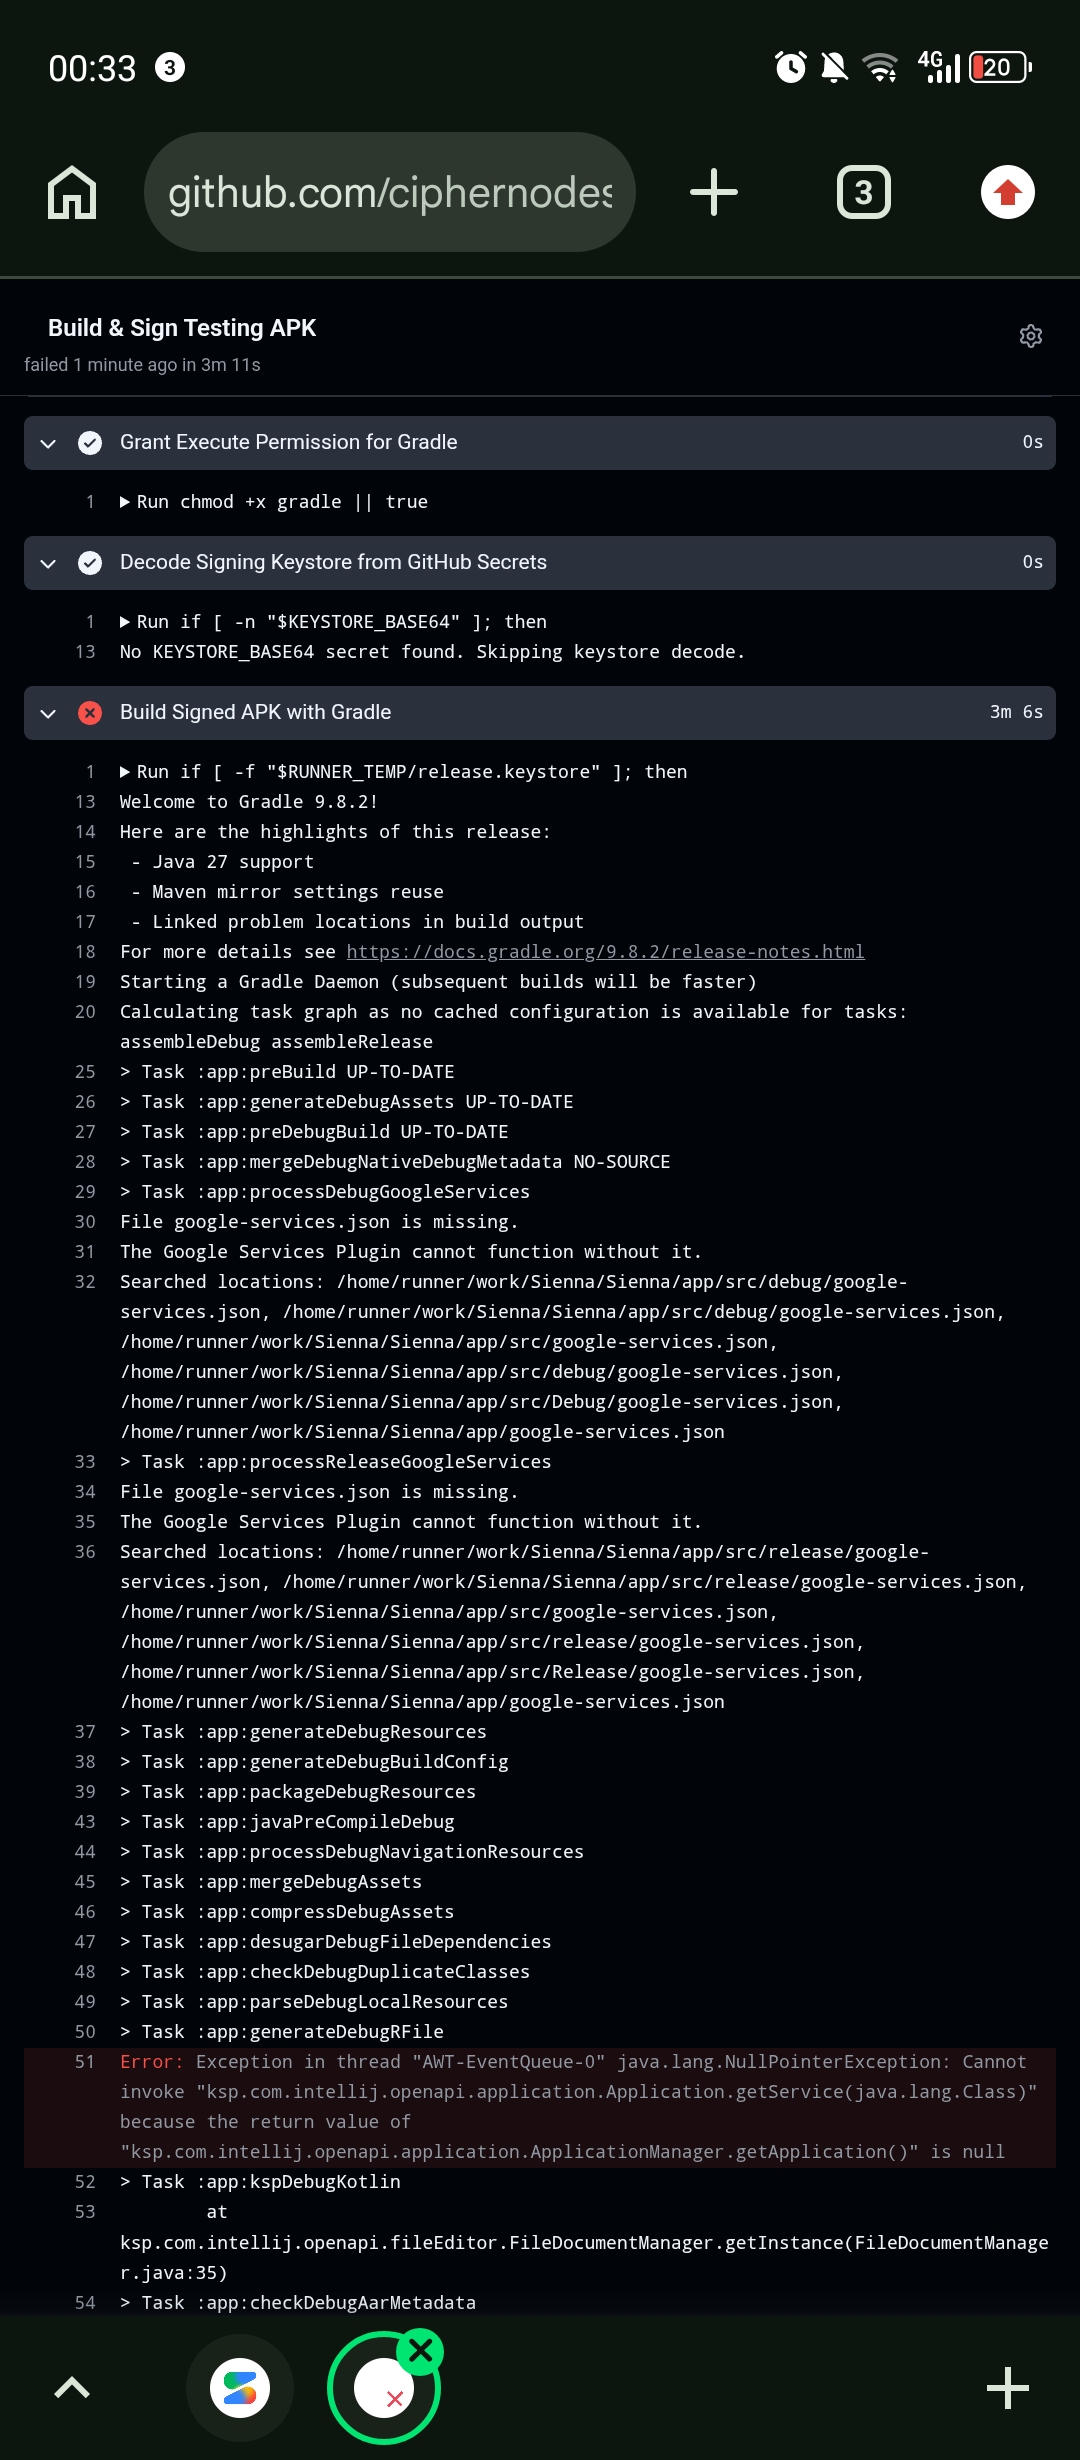 00:33 3 4G 20
github.com/ciphernodes 3
Build & Sign Testing APK
failed 1 minute ago in 3m 11s
Grant Execute Permission for Gradle 0s
1 Run chmod +x gradle || true
Decode Signing Keystore from GitHub Secrets 0s
1 Run if [ -n "$KEYSTORE_BASE64" ]; then
13 No KEYSTORE_BASE64 secret found. Skipping keystore decode.
Build Signed APK with Gradle 3m 6s
1 Run if [ -f "$RUNNER_TEMP/release.keystore" ]; then
13 Welcome to Gradle 9.8.2!
14 Here are the highlights of this release:
15 - Java 27 support
16 - Maven mirror settings reuse
17 - Linked problem locations in build output
18 For more details see https://docs.gradle.org/9.8.2/release-notes.html
19 Starting a Gradle Daemon (subsequent builds will be faster)
20 Calculating task graph as no cached configuration is available for tasks:
assembleDebug assembleRelease
25 > Task :app:preBuild UP-TO-DATE
26 > Task :app:generateDebugAssets UP-TO-DATE
27 > Task :app:preDebugBuild UP-TO-DATE
28 > Task :app:mergeDebugNativeDebugMetadata NO-SOURCE
29 > Task :app:processDebugGoogleServices
30 File google-services.json is missing.
31 The Google Services Plugin cannot function without it.
32 Searched locations: /home/runner/work/Sienna/Sienna/app/src/debug/google-
services.json, /home/runner/work/Sienna/Sienna/app/src/debug/google-services.json,
/home/runner/work/Sienna/Sienna/app/src/google-services.json,
/home/runner/work/Sienna/Sienna/app/src/debug/google-services.json,
/home/runner/work/Sienna/Sienna/app/src/Debug/google-services.json,
/home/runner/work/Sienna/Sienna/app/google-services.json
33 > Task :app:processReleaseGoogleServices
34 File google-services.json is missing.
35 The Google Services Plugin cannot function without it.
36 Searched locations: /home/runner/work/Sienna/Sienna/app/src/release/google-
services.json, /home/runner/work/Sienna/Sienna/app/src/release/google-services.json,
/home/runner/work/Sienna/Sienna/app/src/google-services.json,
/home/runner/work/Sienna/Sienna/app/src/release/google-services.json,
/home/runner/work/Sienna/Sienna/app/src/Release/google-services.json,
/home/runner/work/Sienna/Sienna/app/google-services.json
37 > Task :app:generateDebugResources
38 > Task :app:generateDebugBuildConfig
39 > Task :app:packageDebugResources
43 > Task :app:javaPreCompileDebug
44 > Task :app:processDebugNavigationResources
45 > Task :app:mergeDebugAssets
46 > Task :app:compressDebugAssets
47 > Task :app:desugarDebugFileDependencies
48 > Task :app:checkDebugDuplicateClasses
49 > Task :app:parseDebugLocalResources
50 > Task :app:generateDebugRFile
51 Error: Exception in thread "AWT-EventQueue-0" java.lang.NullPointerException: Cannot
invoke "ksp.com.intellij.openapi.application.Application.getService(java.lang.Class)"
because the return value of
"ksp.com.intellij.openapi.application.ApplicationManager.getApplication()" is null
52 > Task :app:kspDebugKotlin
53 at
ksp.com.intellij.openapi.fileEditor.FileDocumentManager.getInstance(FileDocumentManage
r.java:35)
54 > Task :app:checkDebugAarMetadata